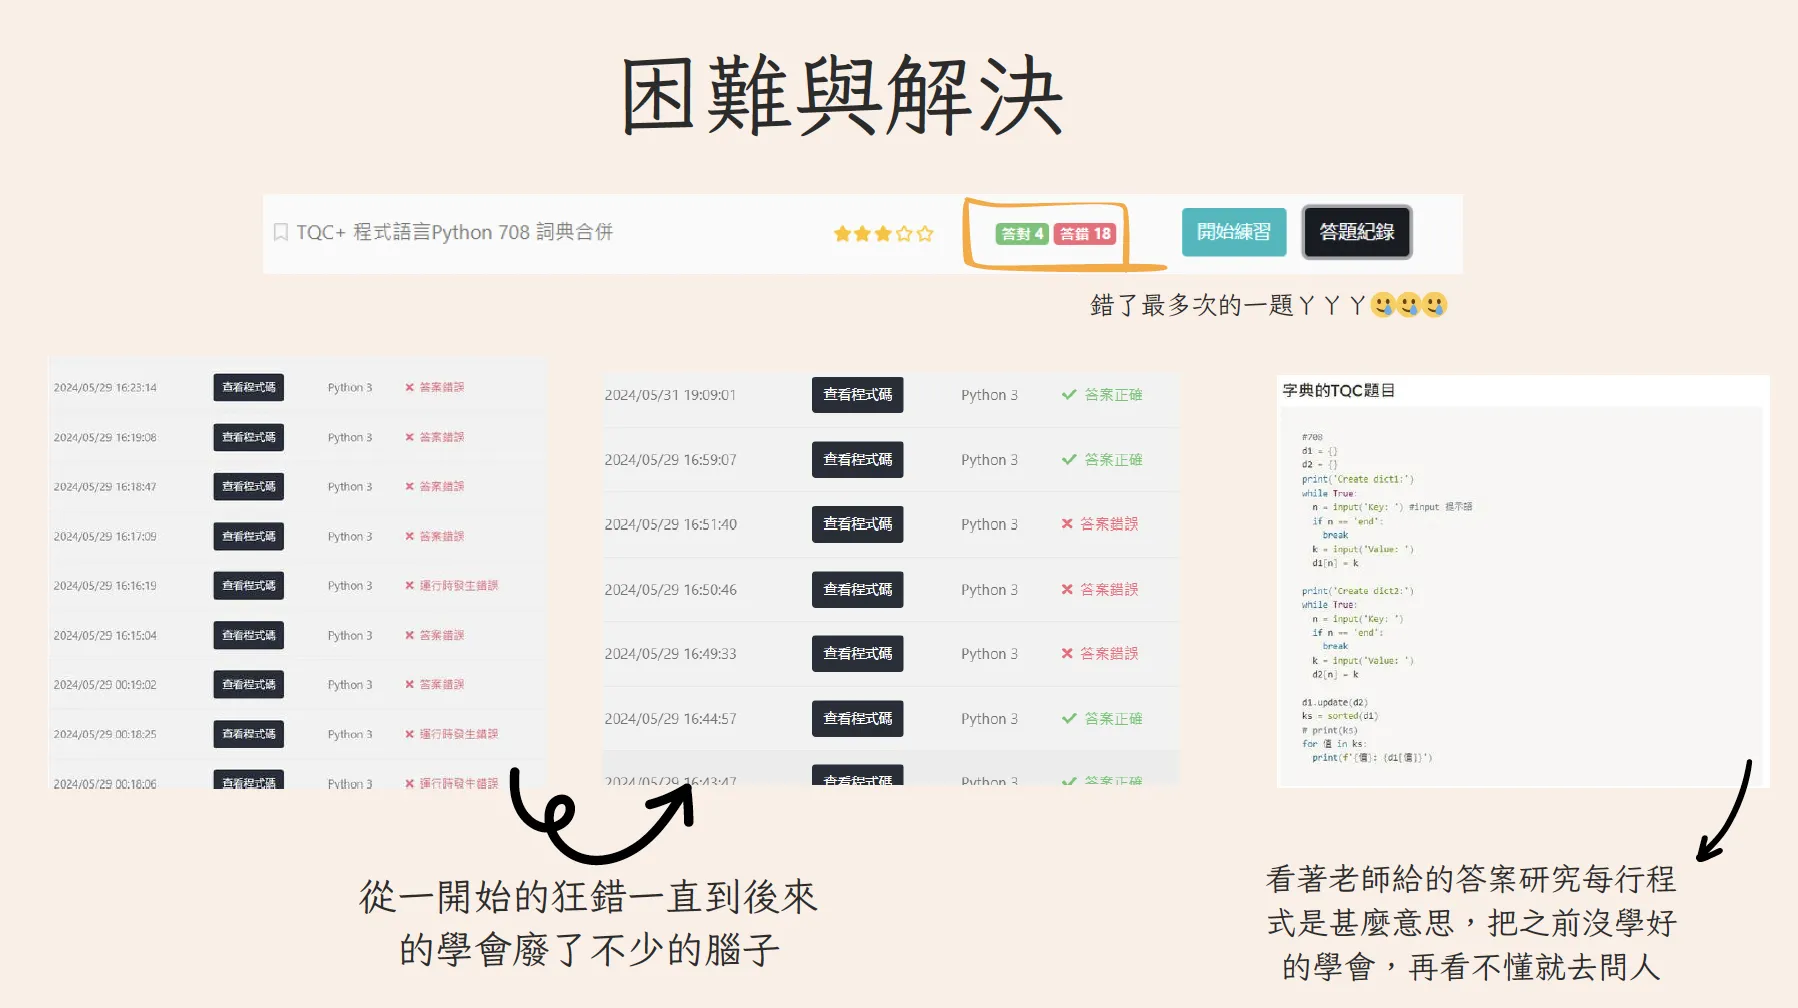 困難與解決
TQC+ 程式語言Python 708 詞典合併 答對 4 答錯 18 開始練習 答題紀錄
錯了最多次的一題ㄚㄚㄚ🥲🥲🥲
2024/05/29 16:23:14 查看程式碼 Python 3 ✖ 答案錯誤
2024/05/29 16:19:08 查看程式碼 Python 3 ✖ 答案錯誤
2024/05/29 16:18:47 查看程式碼 Python 3 ✖ 答案錯誤
2024/05/29 16:17:09 查看程式碼 Python 3 ✖ 答案錯誤
2024/05/29 16:16:19 查看程式碼 Python 3 ✖ 運行時發生錯誤
2024/05/29 16:15:04 查看程式碼 Python 3 ✖ 答案錯誤
2024/05/29 00:19:02 查看程式碼 Python 3 ✖ 答案錯誤
2024/05/29 00:18:25 查看程式碼 Python 3 ✖ 運行時發生錯誤
2024/05/29 00:18:06 查看程式碼 Python 3 ✖ 運行時發生錯誤
2024/05/31 19:09:01 查看程式碼 Python 3 ✔ 答案正確
2024/05/29 16:59:07 查看程式碼 Python 3 ✔ 答案正確
2024/05/29 16:51:40 查看程式碼 Python 3 ✖ 答案錯誤
2024/05/29 16:50:46 查看程式碼 Python 3 ✖ 答案錯誤
2024/05/29 16:49:33 查看程式碼 Python 3 ✖ 答案錯誤
2024/05/29 16:44:57 查看程式碼 Python 3 ✔ 答案正確
2024/05/29 16:43:47 查看程式碼 Python 3 ✔ 答案正確
字典的TQC題目
#708
d1 = {}
d2 = {}
print('Create dict1:')
while True:
n = input('Key: ') #input 提示語
if n == 'end':
break
k = input('Value: ')
d1[n] = k
print('Create dict2:')
while True:
n = input('Key: ')
if n == 'end':
break
k = input('Value: ')
d2[n] = k
d1.update(d2)
ks = sorted(d1)
# print(ks)
for 值 in ks:
print(f'{值}: {d1[值]}')
從一開始的狂錯一直到後來
的學會廢了不少的腦子
看著老師給的答案研究每行程
式是甚麼意思，把之前沒學好
的學會，再看不懂就去問人